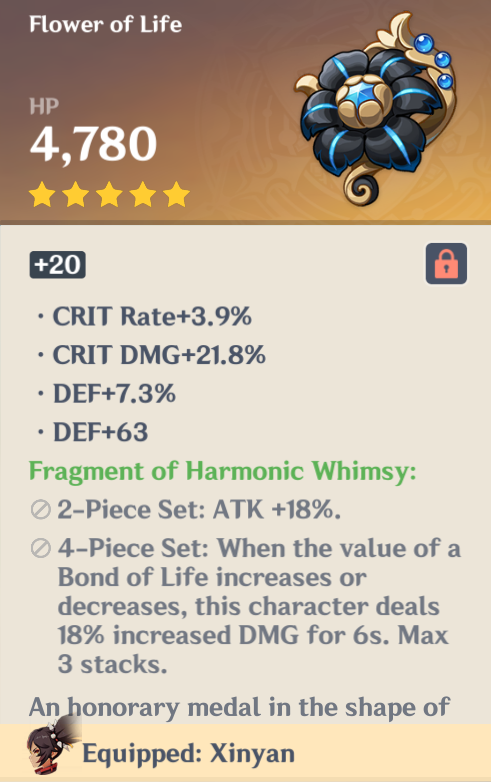 Flower of Life
HP
4,780
+20
· CRIT Rate+3.9%
· CRIT DMG+21.8%
· DEF+7.3%
· DEF+63
Fragment of Harmonic Whimsy:
2-Piece Set: ATK +18%.
4-Piece Set: When the value of a
Bond of Life increases or
decreases, this character deals
18% increased DMG for 6s. Max
3 stacks.
An honorary medal in the shape of
Equipped: Xinyan